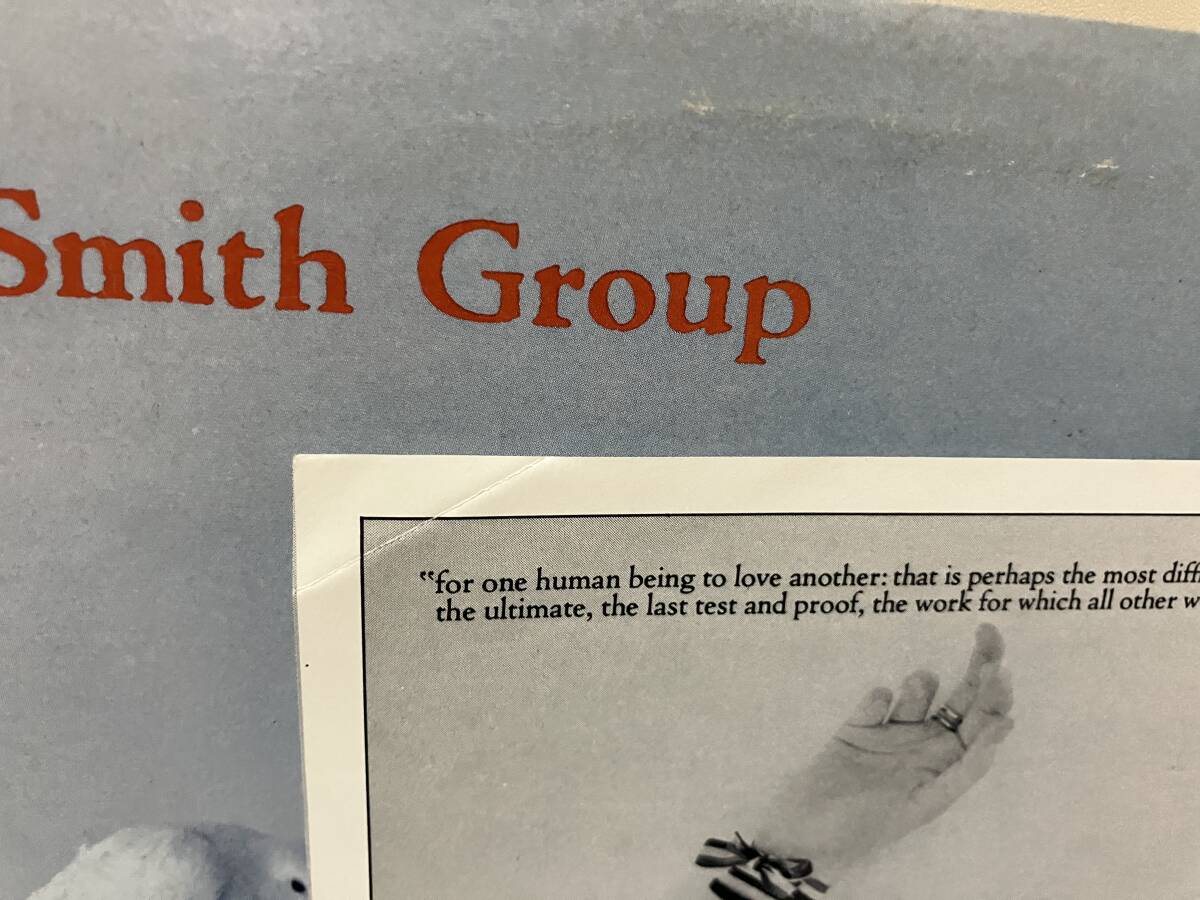 Smith Group
"for one human being to love another: that is perhaps the most diff
the ultimate, the last test and proof, the work for which all other w